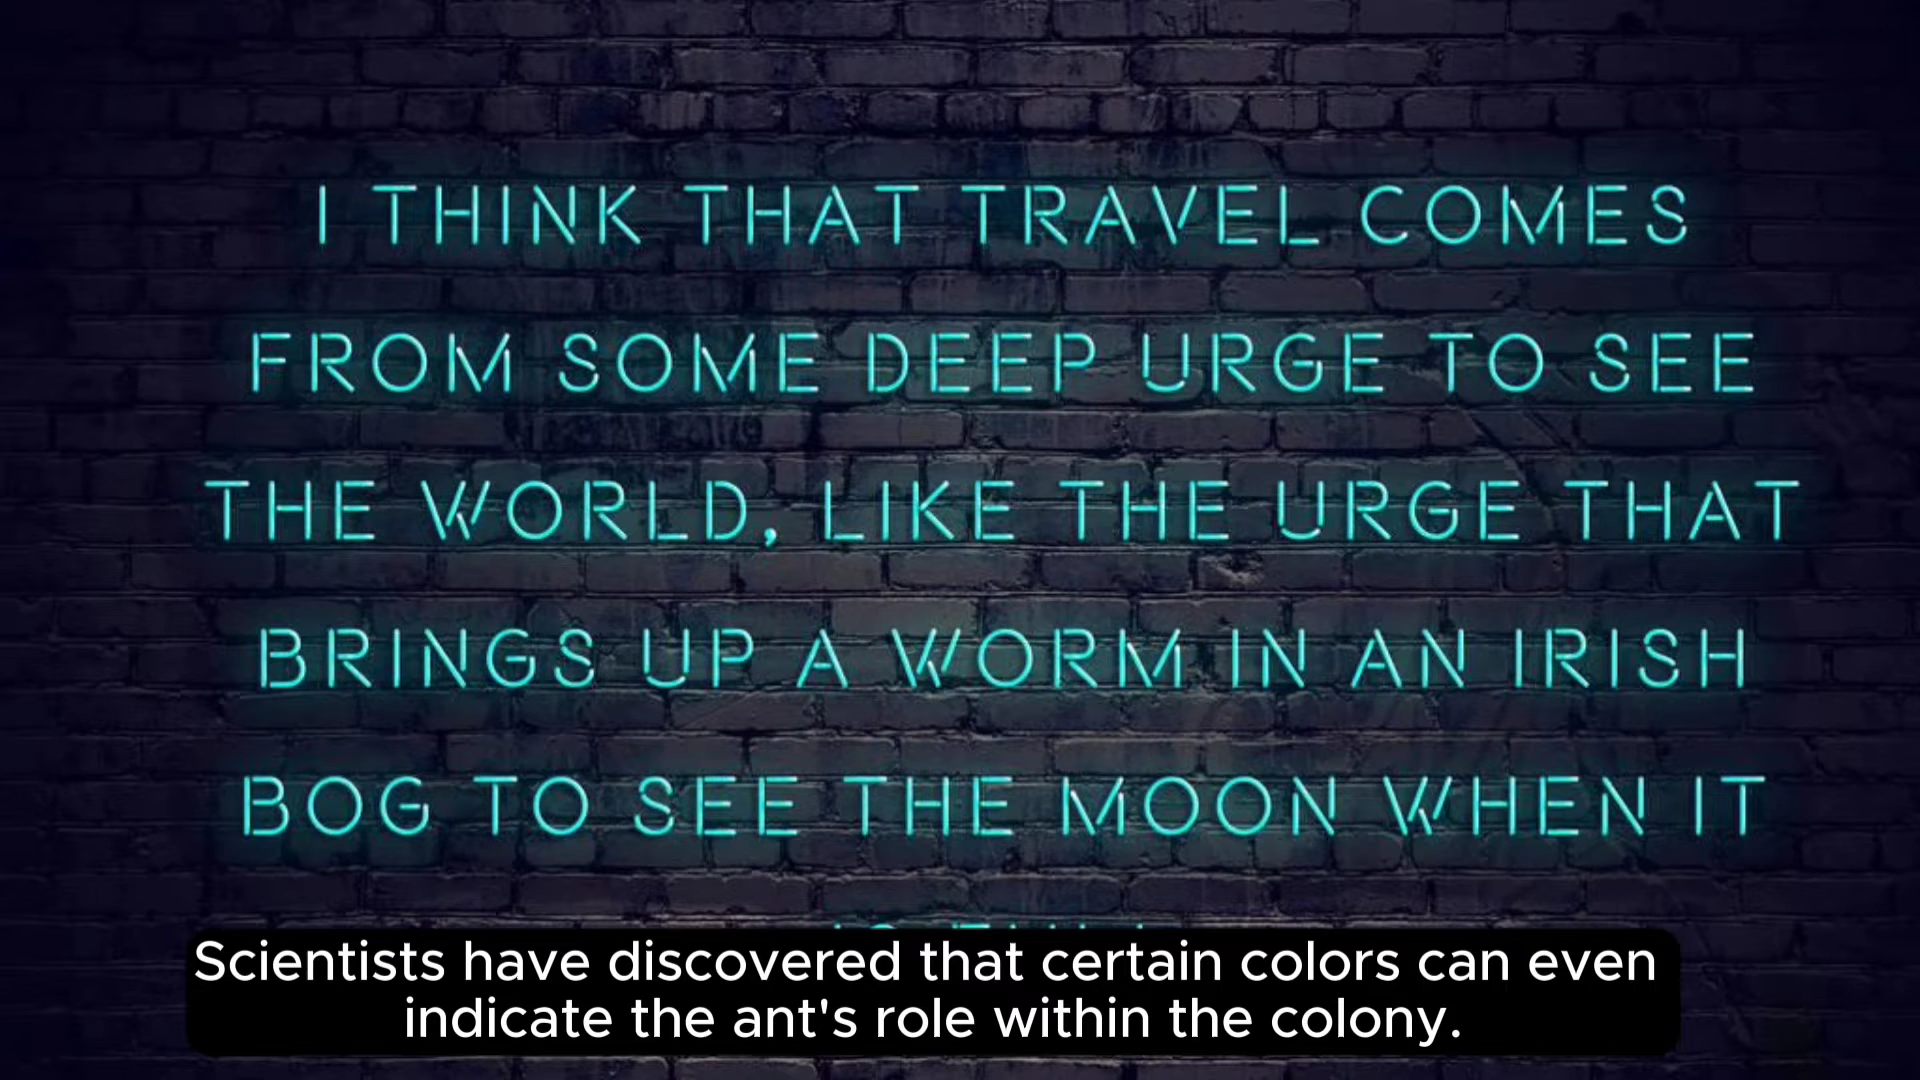 I THINK THAT TRAVEL COMES
FROM SOME DEEP URGE TO SEE
THE WORLD, LIKE THE URGE THAT
BRINGS UP A WORM IN AN IRISH
BOG TO SEE THE MOON WHEN IT
Scientists have discovered that certain colors can even
indicate the ant's role within the colony.